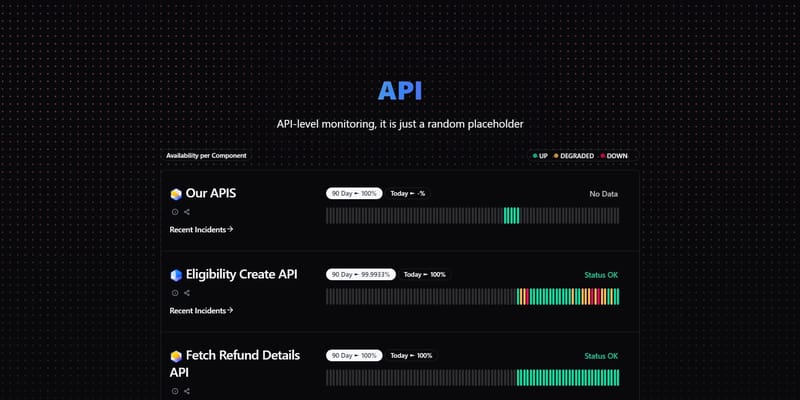 API
API-level monitoring, it is just a random placeholder
Availability per Component
UP DEGRADED DOWN
Our APIS
90 Day ► 100% Today ► -%
No Data
Recent Incidents→
Eligibility Create API
90 Day ► 99.9933% Today ► 100%
Status OK
Recent Incidents→
Fetch Refund Details
API
90 Day ► 100% Today ► 100%
Status OK